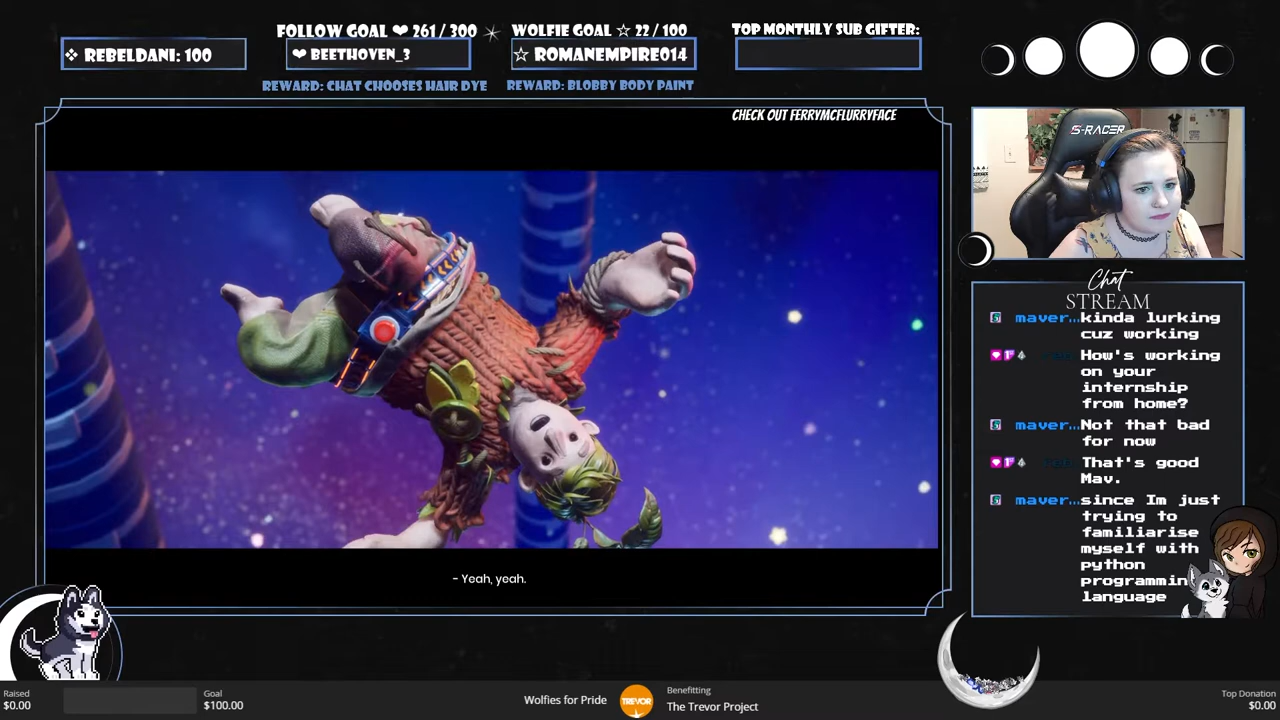 FOLLOW GOAL ❤ 261 / 300
WOLFIE GOAL ☆ 22 / 100
TOP MONTHLY SUB GIFTER:
❖ REBELDANI: 100
❤ BEETHOVEN_3
☆ ROMANEMPIRE014
REWARD: CHAT CHOOSES HAIR DYE
REWARD: BLOBBY BODY PAINT
CHECK OUT FERRYMCFLURRYFACE
S-RACER
Chat
STREAM
maver... kinda lurking
cuz working
How's working
on your
internship
from home?
maver... Not that bad
for now
That's good
Mav.
maver... since Im just
trying to
familiarise
myself with
python
programmin
language
- Yeah, yeah.
Raised
$0.00
Goal
$100.00
Wolfies for Pride
TREVOR
Benefitting
The Trevor Project
Top Donation
$0.00